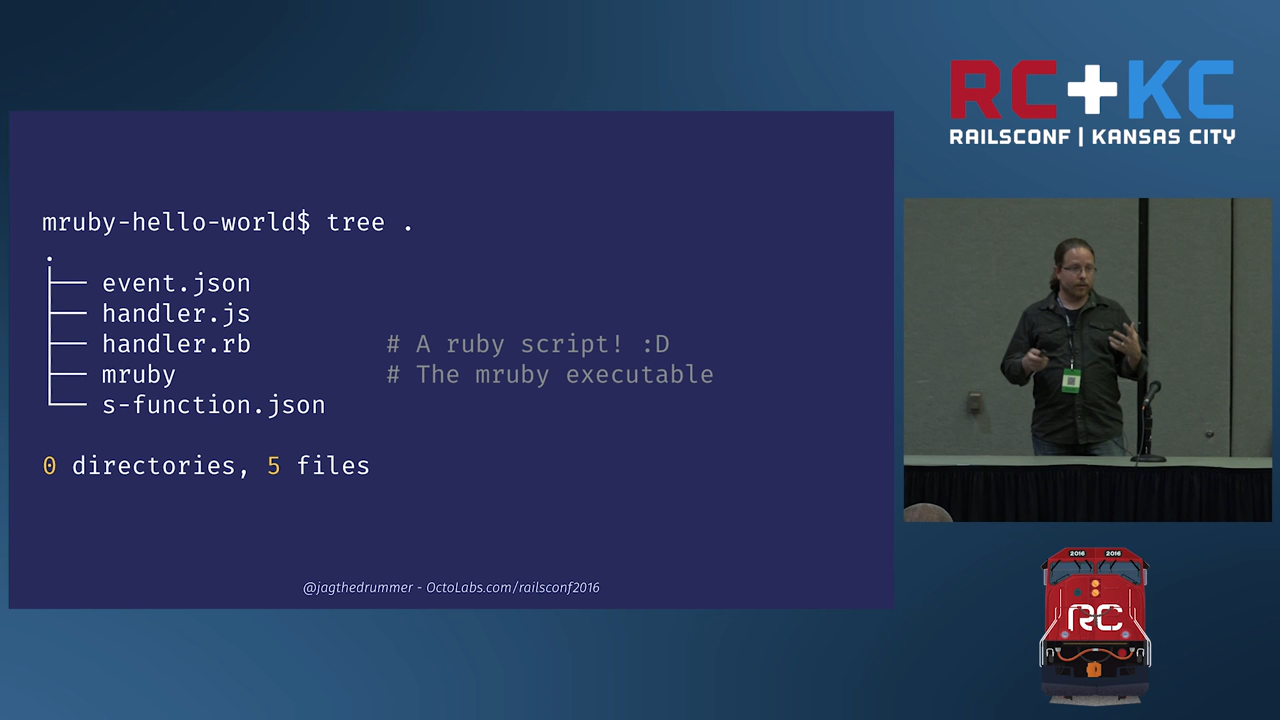 RC+KC
RAILSCONF | KANSAS CITY
mruby-hello-world$ tree .
.
├── event.json
├── handler.js
├── handler.rb # A ruby script! :D
├── mruby # The mruby executable
└── s-function.json
0 directories, 5 files
@jagthedrummer - OctoLabs.com/railsconf2016
2016 2016
RC